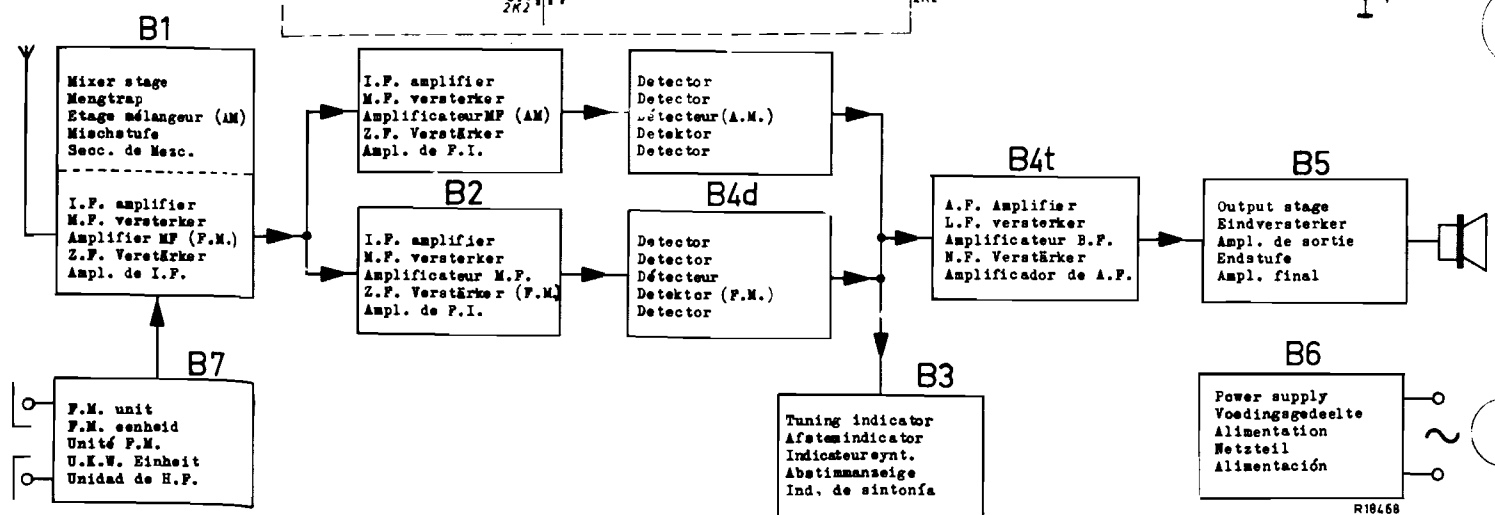 2K2
B1
Mixer stage
Mengtrap
Etage mélangeur (AM)
Mischstufe
Secc. de Mezc.
I.F. amplifier
M.F. versterker
Amplifier MF (F.M.)
Z.F. Verstärker
Ampl. de I.F.
I.F. amplifier
M.F. versterker
Amplificateur MF (AM)
Z.F. Verstärker
Ampl. de F.I.
Detector
Detector
Détecteur (A.M.)
Detektor
Detector
B2
I.F. amplifier
M.F. versterker
Amplificateur M.F.
Z.F. Verstärker (F.M.)
Ampl. de F.I.
B4d
Detector
Detector
Détecteur
Detektor (F.M.)
Detector
B4t
A.F. Amplifier
L.F. versterker
Amplificateur B.F.
N.F. Verstärker
Amplificador de A.F.
B5
Output stage
Eindversterker
Ampl. de sortie
Endstufe
Ampl. final
B7
F.M. unit
F.M. eenheid
Unité F.M.
U.K.W. Einheit
Unidad de H.F.
B3
Tuning indicator
Afstemindicator
Indicateursynt.
Abstimmanzeige
Ind. de sintonía
B6
Power supply
Voedingsgedeelte
Alimentation
Netzteil
Alimentación
~
R18468